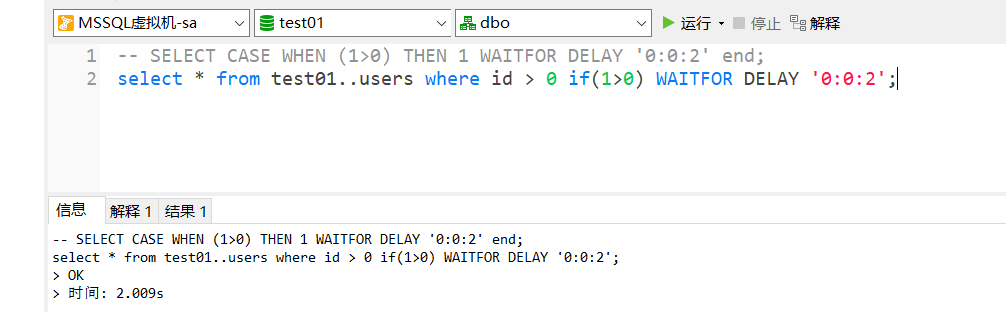 MSSQL虚拟机-sa test01 dbo 运行 停止 解释
1 -- SELECT CASE WHEN (1>0) THEN 1 WAITFOR DELAY '0:0:2' end;
2 select * from test01..users where id > 0 if(1>0) WAITFOR DELAY '0:0:2';
信息 解释 1 结果 1
-- SELECT CASE WHEN (1>0) THEN 1 WAITFOR DELAY '0:0:2' end;
select * from test01..users where id > 0 if(1>0) WAITFOR DELAY '0:0:2';
> OK
> 时间: 2.009s